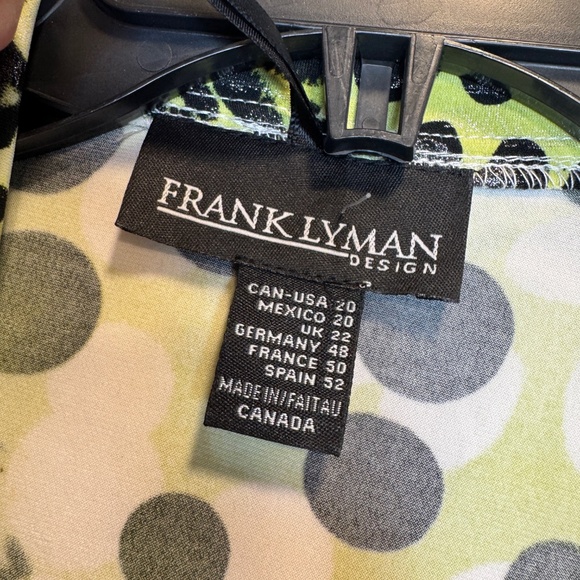 FRANK LYMAN
DESIGN
CAN-USA 20
MEXICO 20
UK 22
GERMANY 48
FRANCE 50
SPAIN 52
MADE IN/FAIT AU
CANADA